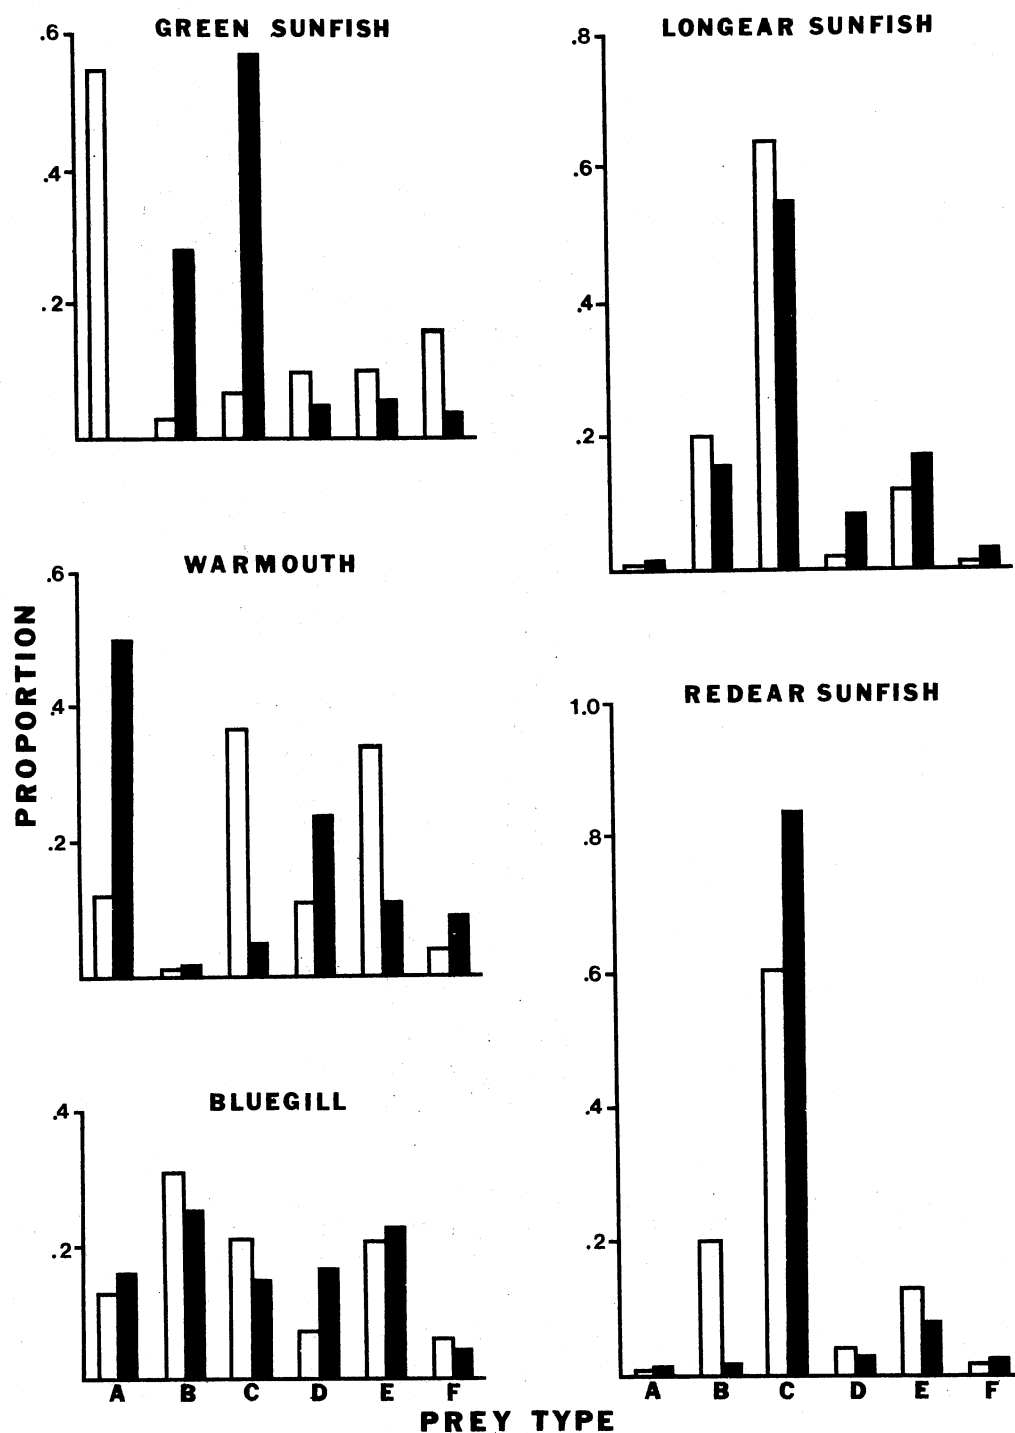 GREEN SUNFISH
.6
.4
.2
LONGEAR SUNFISH
.8
.6
.4
.2
WARMOUTH
.6
.4
.2
PROPORTION
REDEAR SUNFISH
1.0
.8
.6
.4
.2
BLUEGILL
.4
.2
A B C D E F
A B C D E F
PREY TYPE